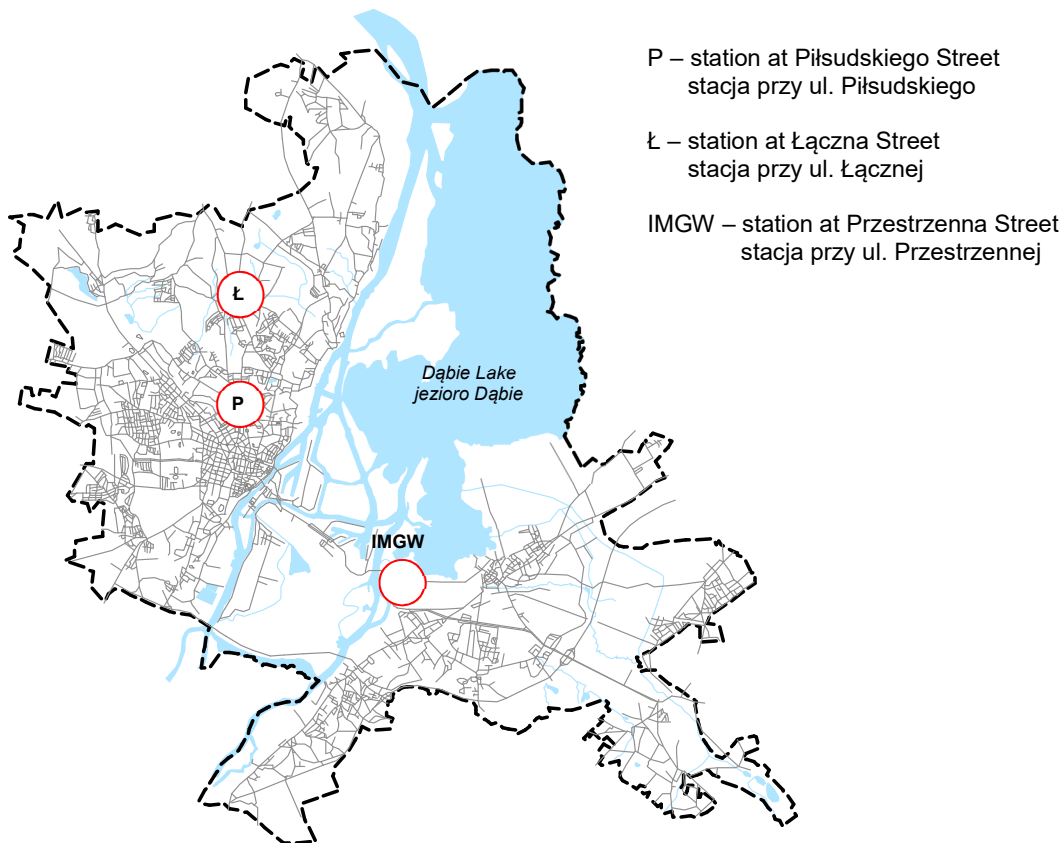 P – station at Piłsudskiego Street
stacja przy ul. Piłsudskiego
Ł – station at Łączna Street
stacja przy ul. Łącznej
IMGW – station at Przestrzenna Street
stacja przy ul. Przestrzennej
Ł
Dąbie Lake
jezioro Dąbie
P
IMGW